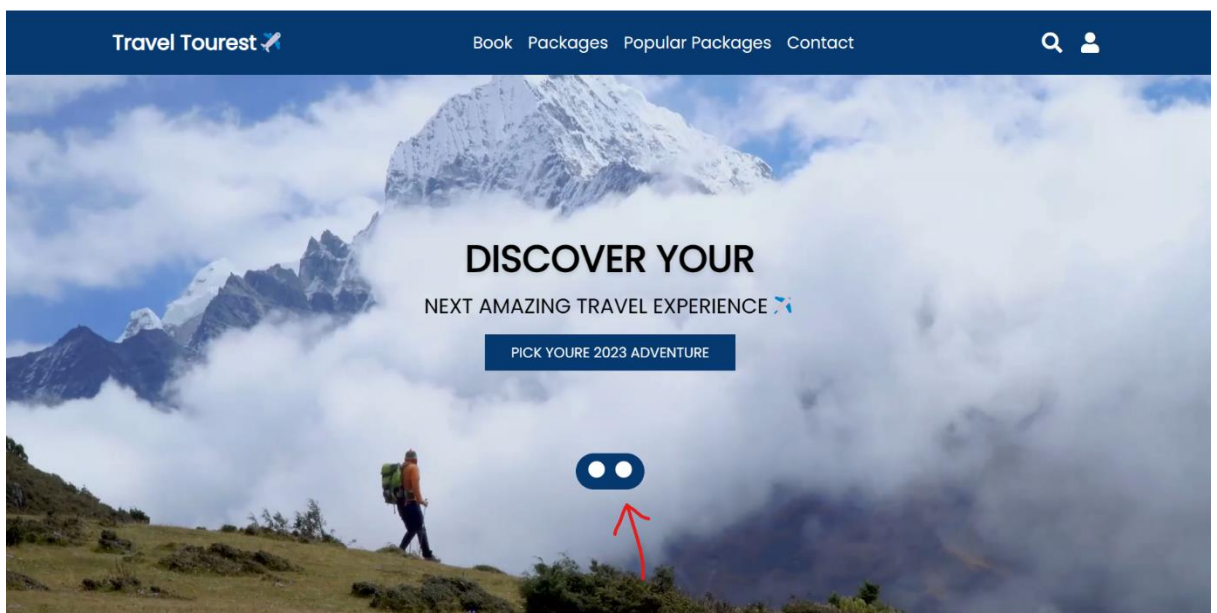 Travel Tourest
Book Packages Popular Packages Contact
DISCOVER YOUR
NEXT AMAZING TRAVEL EXPERIENCE
PICK YOURE 2023 ADVENTURE